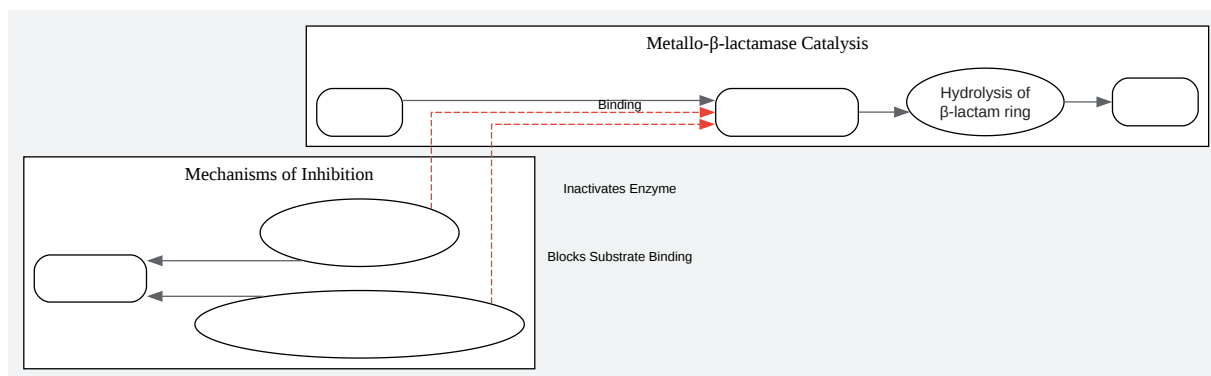 Metallo-β-lactamase Catalysis
Binding
Hydrolysis of
β-lactam ring
Mechanisms of Inhibition
Inactivates Enzyme
Blocks Substrate Binding